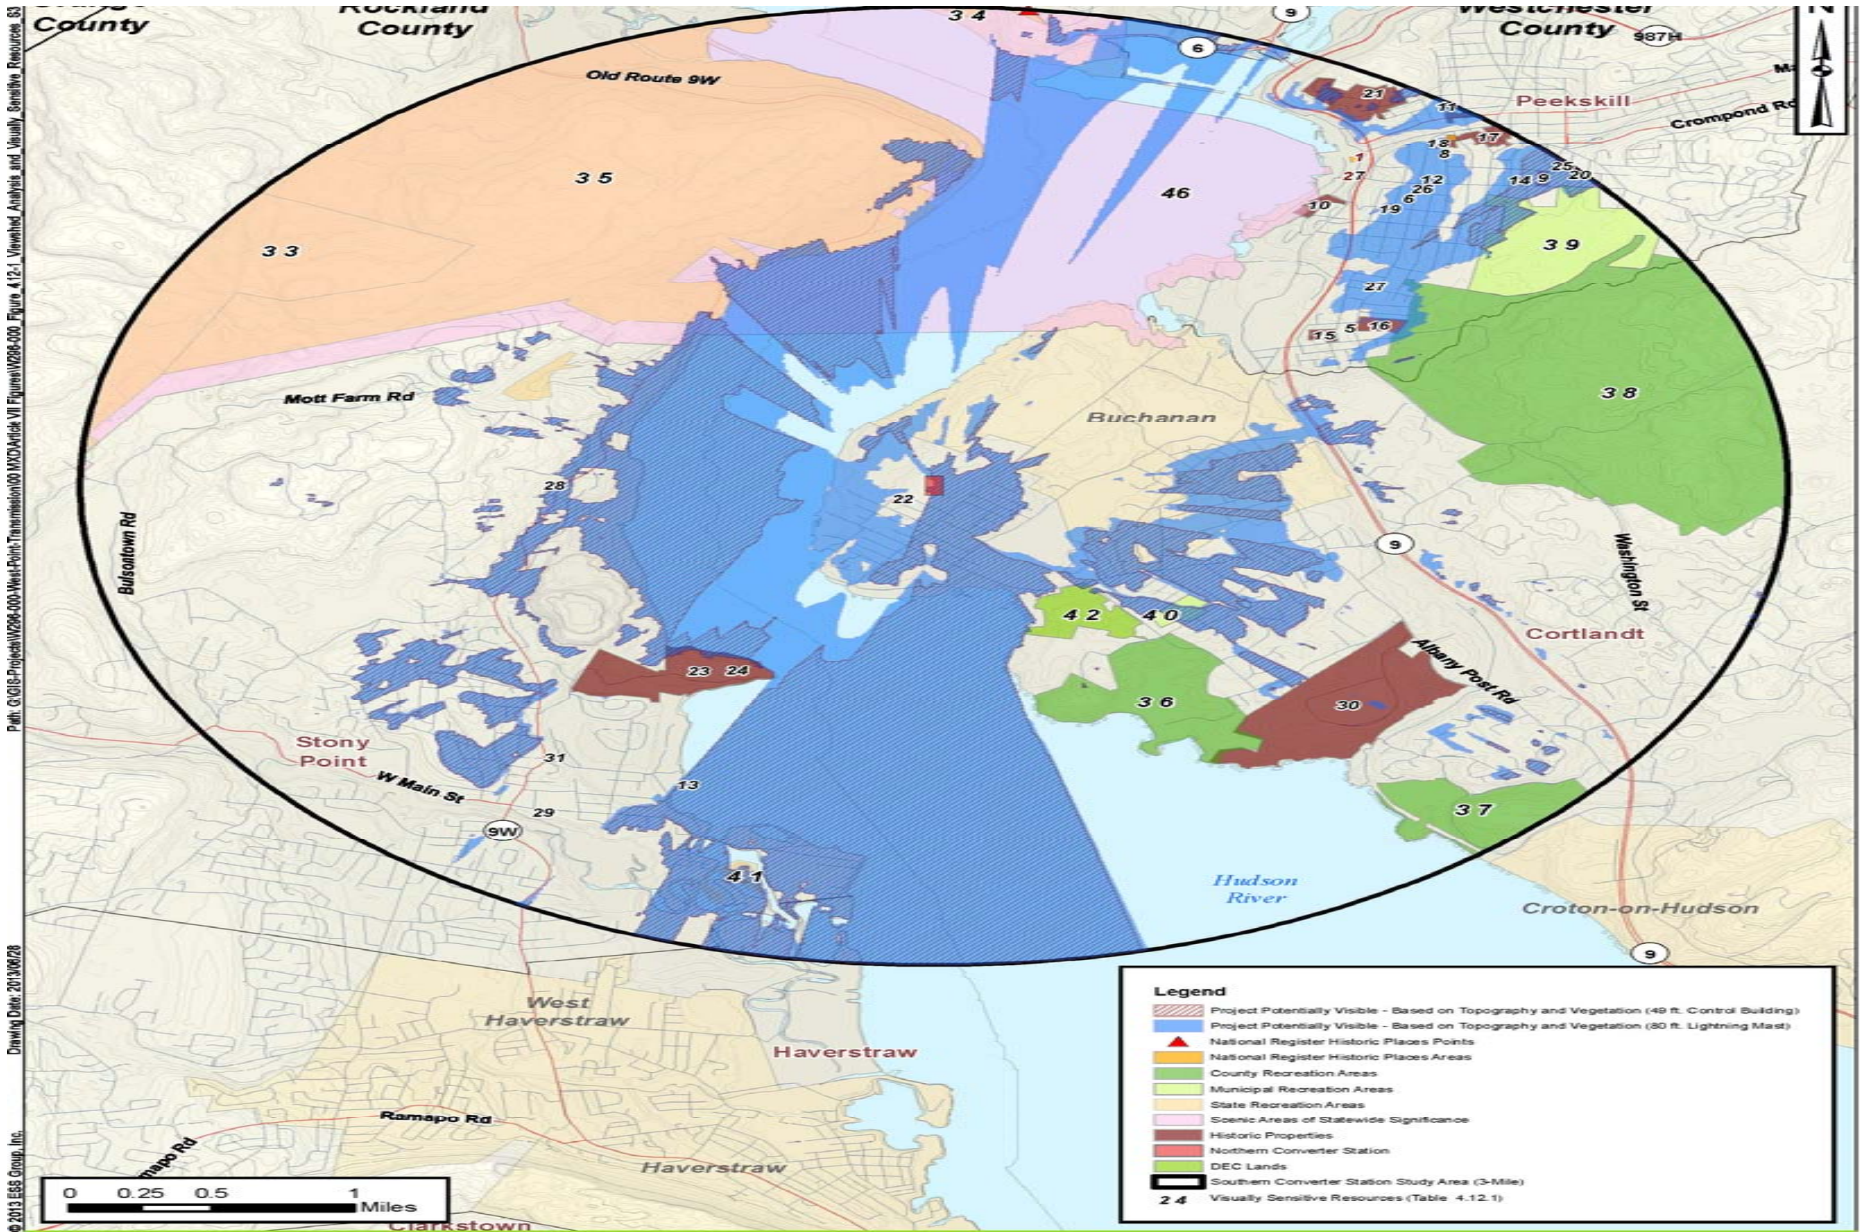 County
Rockland
County
Westchester
County
N
34
9
6
987H
Old Route 9W
21
11
Peekskill
Crompond Rd
17
18
8
1
27
25
35
12
14
9
20
26
46
6
19
10
33
39
27
5
16
15
38
Mott Farm Rd
Buchanan
28
22
Bulsontown Rd
9
Washington St
42
40
Cortlandt
23
24
Albany Post Rd
36
30
Stony
Point
31
W Main St
13
29
37
9W
41
Hudson
River
Croton-on-Hudson
9
West
Haverstraw
Haverstraw
Ramapo Rd
Haverstraw
Clarkstown
0 0.25 0.5 1
Miles
Legend
Project Potentially Visible - Based on Topography and Vegetation (49 ft. Control Building)
Project Potentially Visible - Based on Topography and Vegetation (80 ft. Lightning Mast)
National Register Historic Places Points
National Register Historic Places Areas
County Recreation Areas
Municipal Recreation Areas
State Recreation Areas
Scenic Areas of Statewide Significance
Historic Properties
Northern Converter Station
DEC Lands
Southern Converter Station Study Area (3-Mile)
24 Visually Sensitive Resources (Table 4.12.1)
Drawing Date: 2013/06/28
© 2013 ESS Group, Inc.